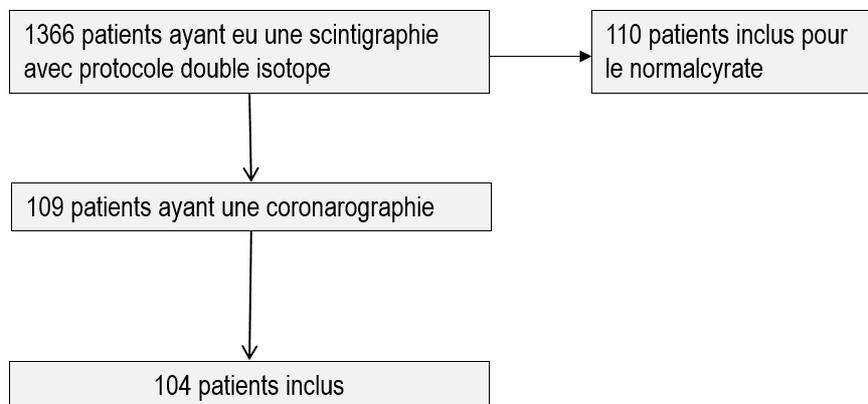 1366 patients ayant eu une scintigraphie
avec protocole double isotope
110 patients inclus pour
le normalcyrate
109 patients ayant une coronarographie
104 patients inclus